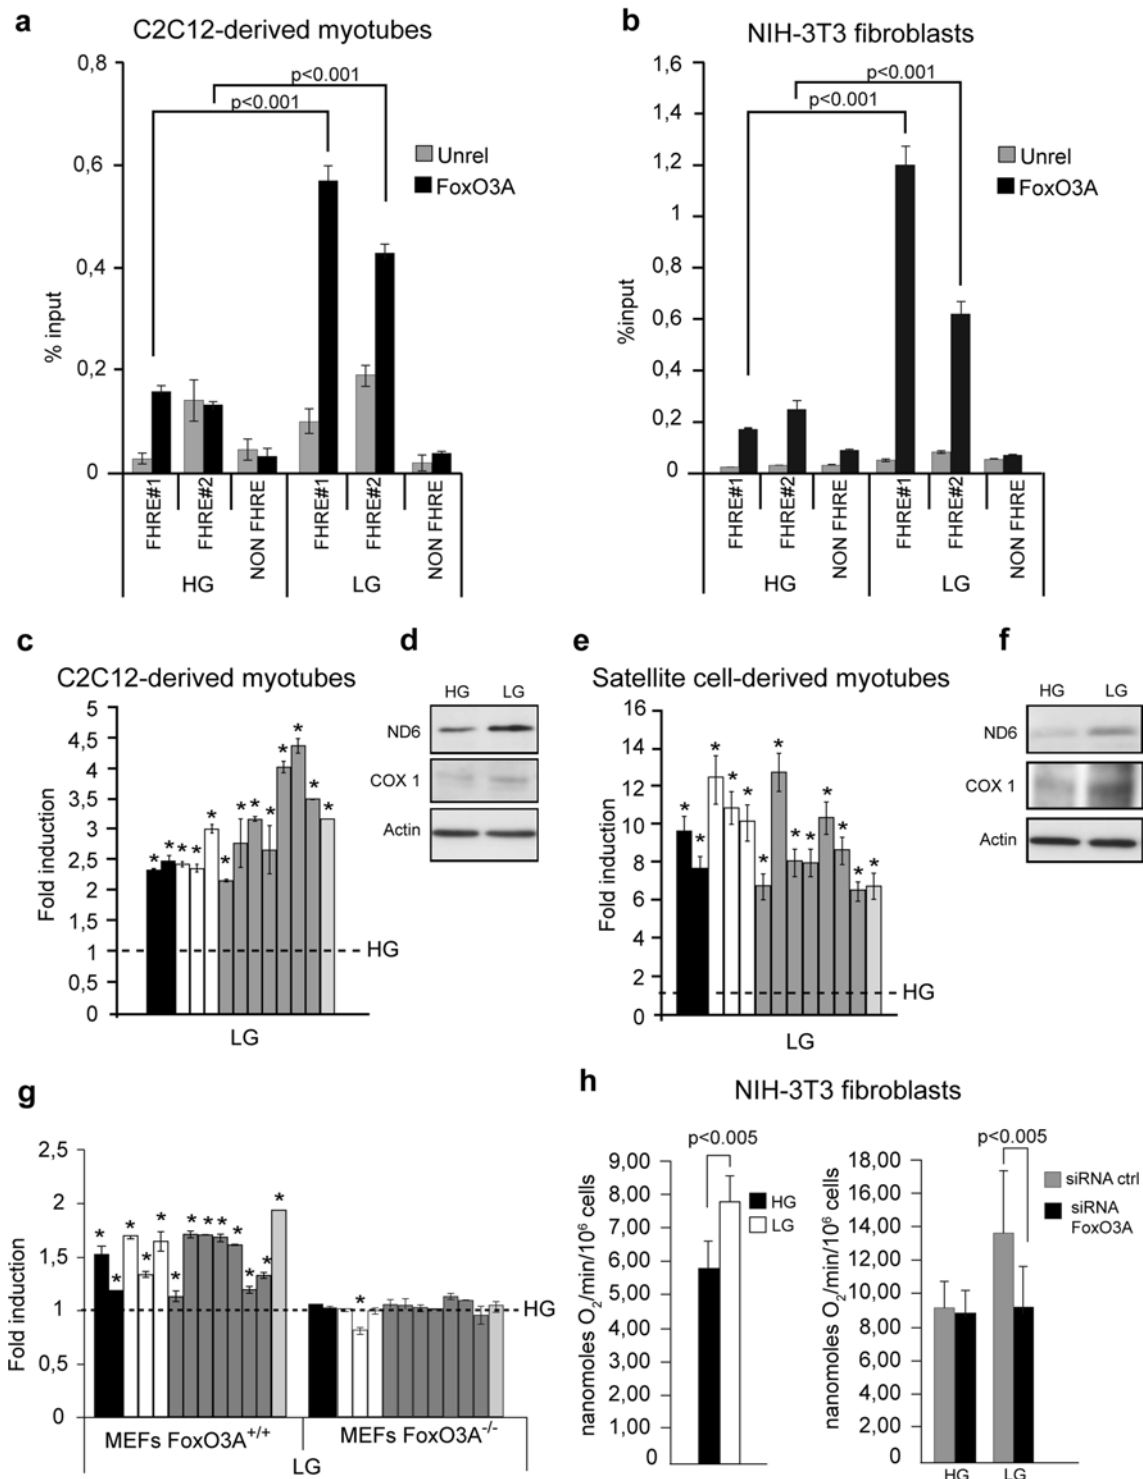 a
C2C12-derived myotubes
0,8
0,6
0,4
0,2
0
% input
p<0.001
p<0.001
Unrel
FoxO3A
FHRE#1
FHRE#2
NON FHRE
FHRE#1
FHRE#2
NON FHRE
HG
LG
b
NIH-3T3 fibroblasts
1,6
1,4
1,2
1
0,8
0,6
0,4
0,2
0
%input
p<0.001
p<0.001
Unrel
FoxO3A
FHRE#1
FHRE#2
NON FHRE
FHRE#1
FHRE#2
NON FHRE
HG
LG
c
C2C12-derived myotubes
5
4,5
4
3,5
3
2,5
2
1,5
1
0,5
0
Fold induction
* * * * * * * * * * * * *
HG
LG
d
HG LG
ND6
COX 1
Actin
e
Satellite cell-derived myotubes
16
14
12
10
8
6
4
2
0
Fold induction
* * * * * * * * * * * * *
HG
LG
f
HG LG
ND6
COX 1
Actin
g
2,5
2
1,5
1
0,5
0
Fold induction
* * * * * * * * * * * * *
*
HG
MEFs FoxO3A+/+
MEFs FoxO3A-/-
LG
h
NIH-3T3 fibroblasts
9,00
8,00
7,00
6,00
5,00
4,00
3,00
2,00
1,00
0
nanomoles O2/min/10⁶ cells
p<0.005
HG
LG
18,00
16,00
14,00
12,00
10,00
8,00
6,00
4,00
2,00
0
nanomoles O2/min/10⁶ cells
p<0.005
siRNA ctrl
siRNA
FoxO3A
HG
LG